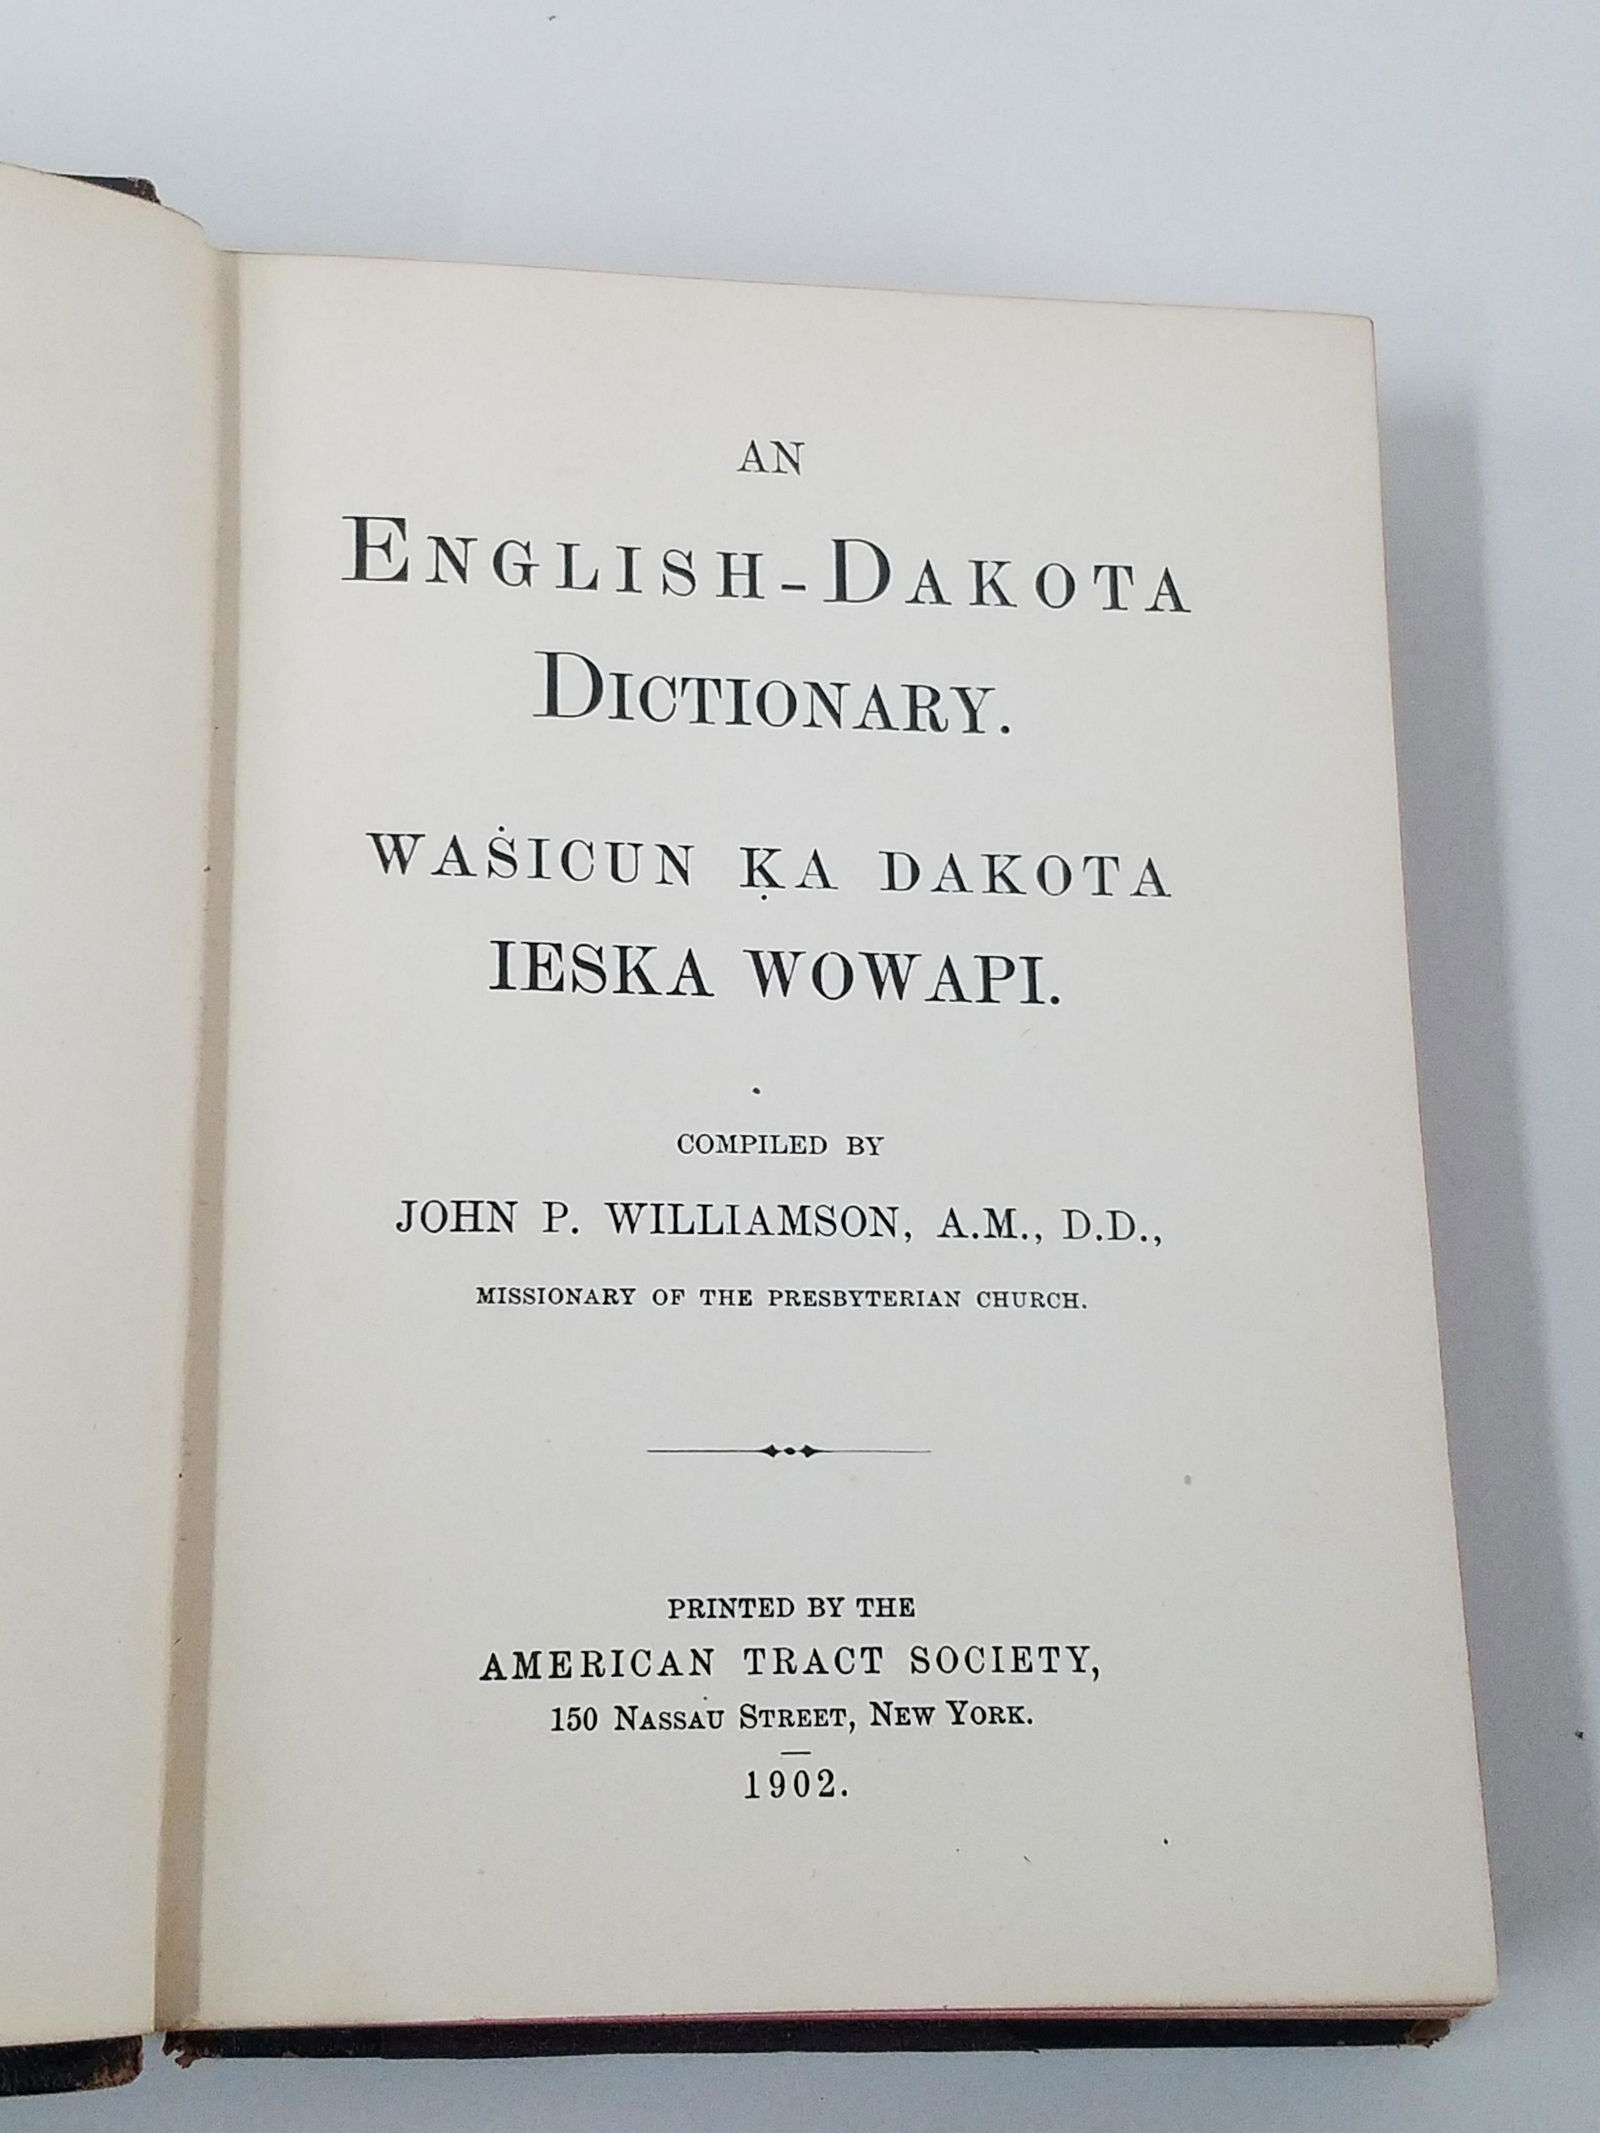 AN
ENGLISH-DAKOTA
DICTIONARY.
WAṠICUN ḲA DAKOTA
IESKA WOWAPI.
COMPILED BY
JOHN P. WILLIAMSON, A.M., D.D.,
MISSIONARY OF THE PRESBYTERIAN CHURCH.
PRINTED BY THE
AMERICAN TRACT SOCIETY,
150 NASSAU STREET, NEW YORK.
1902.